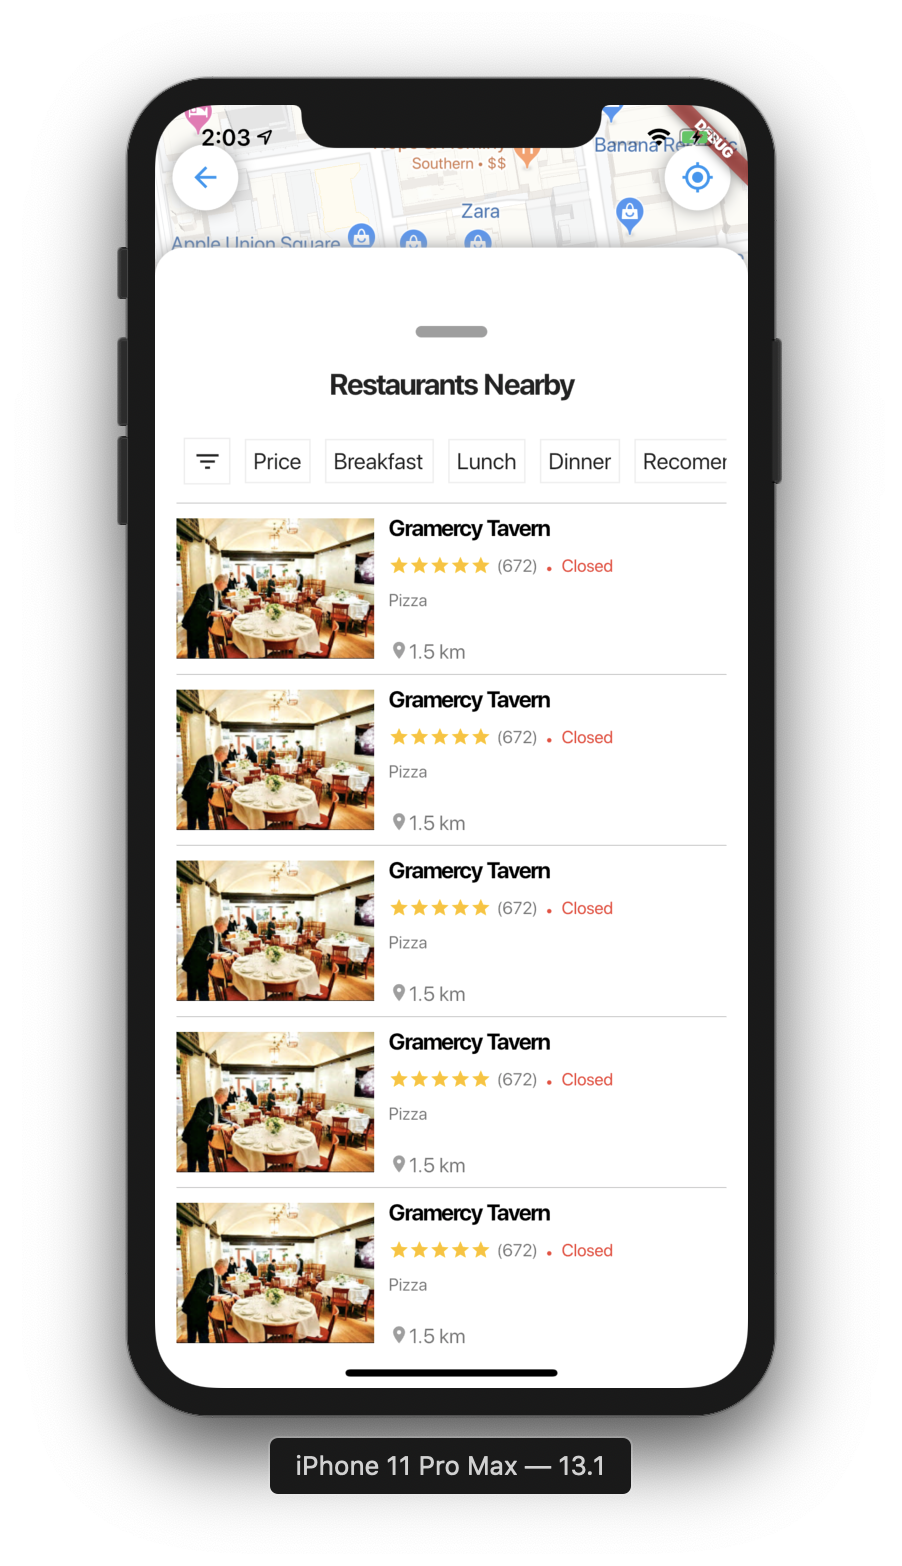 2:03
DEBUG
Southern • $$
Banana Re
Zara
Apple Union Square
Restaurants Nearby
Price Breakfast Lunch Dinner Recomer
Gramercy Tavern
(672) • Closed
Pizza
1.5 km
Gramercy Tavern
(672) • Closed
Pizza
1.5 km
Gramercy Tavern
(672) • Closed
Pizza
1.5 km
Gramercy Tavern
(672) • Closed
Pizza
1.5 km
Gramercy Tavern
(672) • Closed
Pizza
1.5 km
iPhone 11 Pro Max — 13.1